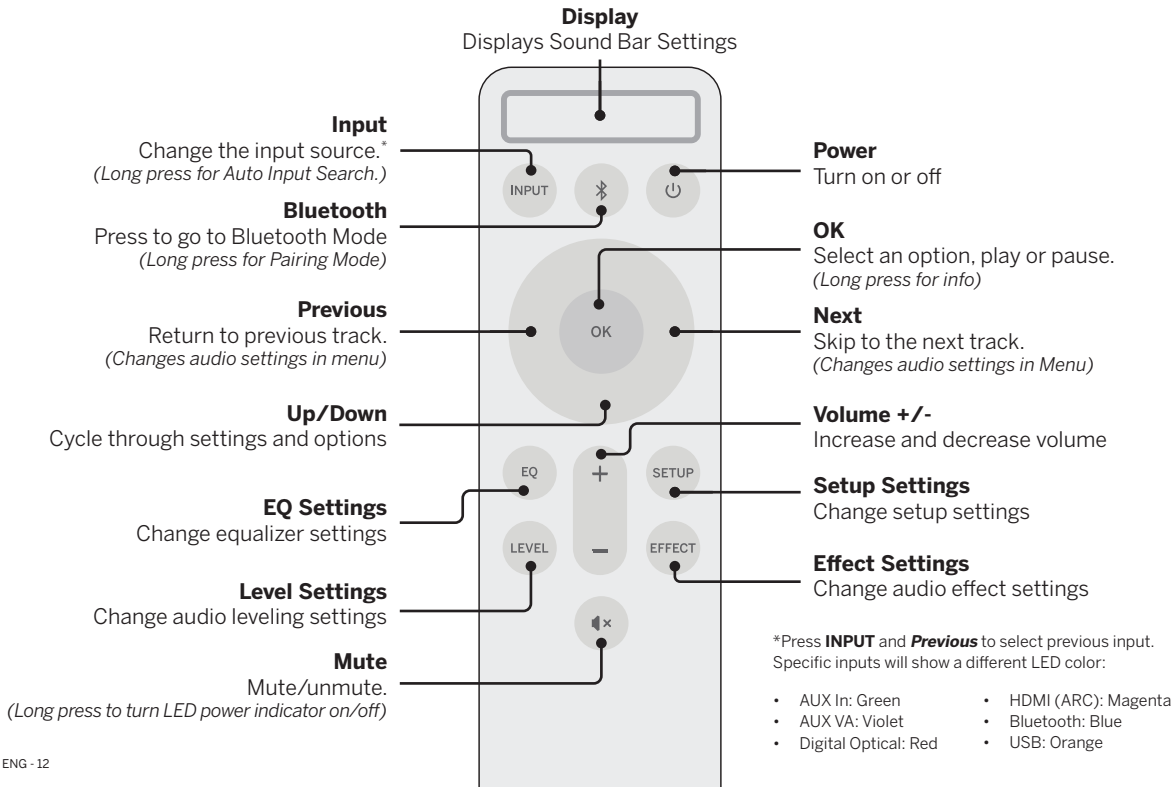 Display
Displays Sound Bar Settings
Input
Change the input source.*
(Long press for Auto Input Search.)
Bluetooth
Press to go to Bluetooth Mode
(Long press for Pairing Mode)
Previous
Return to previous track.
(Changes audio settings in menu)
Up/Down
Cycle through settings and options
EQ Settings
Change equalizer settings
Level Settings
Change audio leveling settings
Mute
Mute/unmute.
(Long press to turn LED power indicator on/off)
INPUT
OK
EQ
+
SETUP
LEVEL
−
EFFECT
Power
Turn on or off
OK
Select an option, play or pause.
(Long press for info)
Next
Skip to the next track.
(Changes audio settings in Menu)
Volume +/-
Increase and decrease volume
Setup Settings
Change setup settings
Effect Settings
Change audio effect settings
*Press INPUT and Previous to select previous input.
Specific inputs will show a different LED color:
• AUX In: Green
• AUX VA: Violet
• Digital Optical: Red
• HDMI (ARC): Magenta
• Bluetooth: Blue
• USB: Orange
ENG - 12